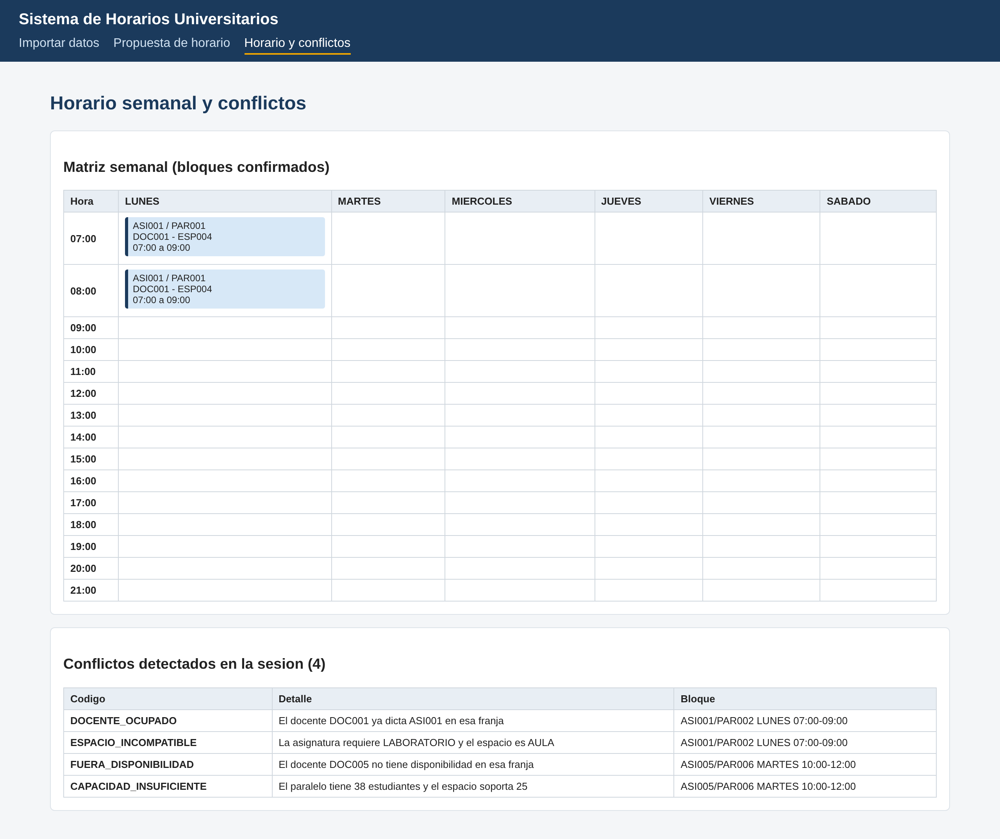 Sistema de Horarios Universitarios
Importar datos Propuesta de horario Horario y conflictos
Horario semanal y conflictos
Matriz semanal (bloques confirmados)
Hora LUNES MARTES MIERCOLES JUEVES VIERNES SABADO
07:00
ASI001 / PAR001
DOC001 - ESP004
07:00 a 09:00
08:00
ASI001 / PAR001
DOC001 - ESP004
07:00 a 09:00
09:00
10:00
11:00
12:00
13:00
14:00
15:00
16:00
17:00
18:00
19:00
20:00
21:00
Conflictos detectados en la sesion (4)
Codigo Detalle Bloque
DOCENTE_OCUPADO El docente DOC001 ya dicta ASI001 en esa franja ASI001/PAR002 LUNES 07:00-09:00
ESPACIO_INCOMPATIBLE La asignatura requiere LABORATORIO y el espacio es AULA ASI001/PAR002 LUNES 07:00-09:00
FUERA_DISPONIBILIDAD El docente DOC005 no tiene disponibilidad en esa franja ASI005/PAR006 MARTES 10:00-12:00
CAPACIDAD_INSUFICIENTE El paralelo tiene 38 estudiantes y el espacio soporta 25 ASI005/PAR006 MARTES 10:00-12:00